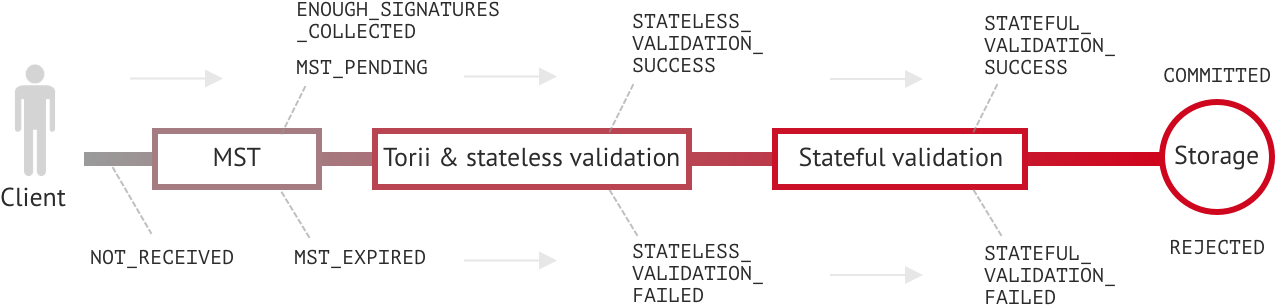 ENOUGH_SIGNATURES
_COLLECTED
MST_PENDING
STATELESS_
VALIDATION_
SUCCESS
STATEFUL_
VALIDATION_
SUCCESS
COMMITTED
Client
MST
Torii & stateless validation
Stateful validation
Storage
NOT_RECEIVED
MST_EXPIRED
STATELESS_
VALIDATION_
FAILED
STATEFUL_
VALIDATION_
FAILED
REJECTED